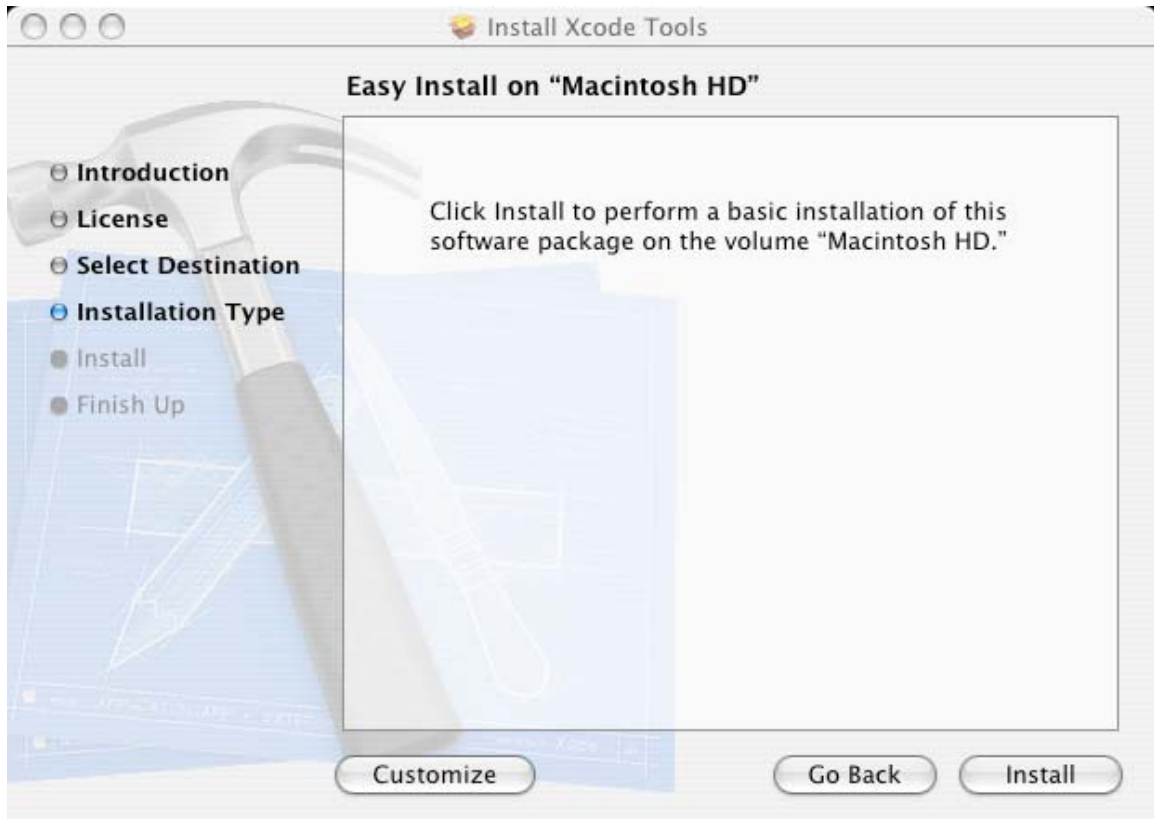 Install Xcode Tools
Easy Install on “Macintosh HD”
Introduction
License
Select Destination
Installation Type
Install
Finish Up
Click Install to perform a basic installation of this
software package on the volume “Macintosh HD.”
Customize
Go Back
Install